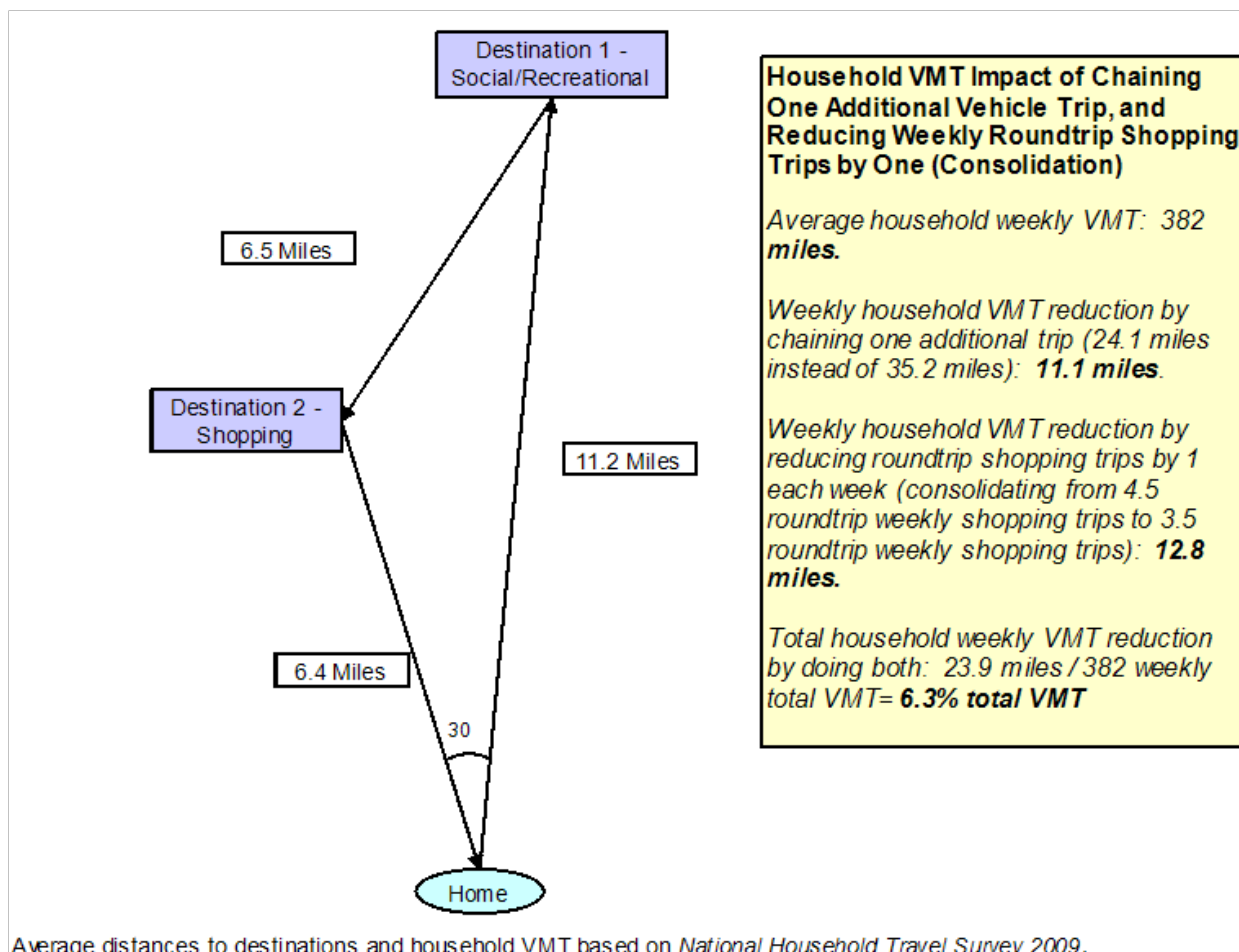 Destination 1 -
Social/Recreational
6.5 Miles
Destination 2 -
Shopping
11.2 Miles
6.4 Miles
30
Home
Household VMT Impact of Chaining
One Additional Vehicle Trip, and
Reducing Weekly Roundtrip Shopping
Trips by One (Consolidation)
Average household weekly VMT: 382
miles.
Weekly household VMT reduction by
chaining one additional trip (24.1 miles
instead of 35.2 miles): 11.1 miles.
Weekly household VMT reduction by
reducing roundtrip shopping trips by 1
each week (consolidating from 4.5
roundtrip weekly shopping trips to 3.5
roundtrip weekly shopping trips): 12.8
miles.
Total household weekly VMT reduction
by doing both: 23.9 miles / 382 weekly
total VMT= 6.3% total VMT
Average distances to destinations and household VMT based on National Household Travel Survey 2009.